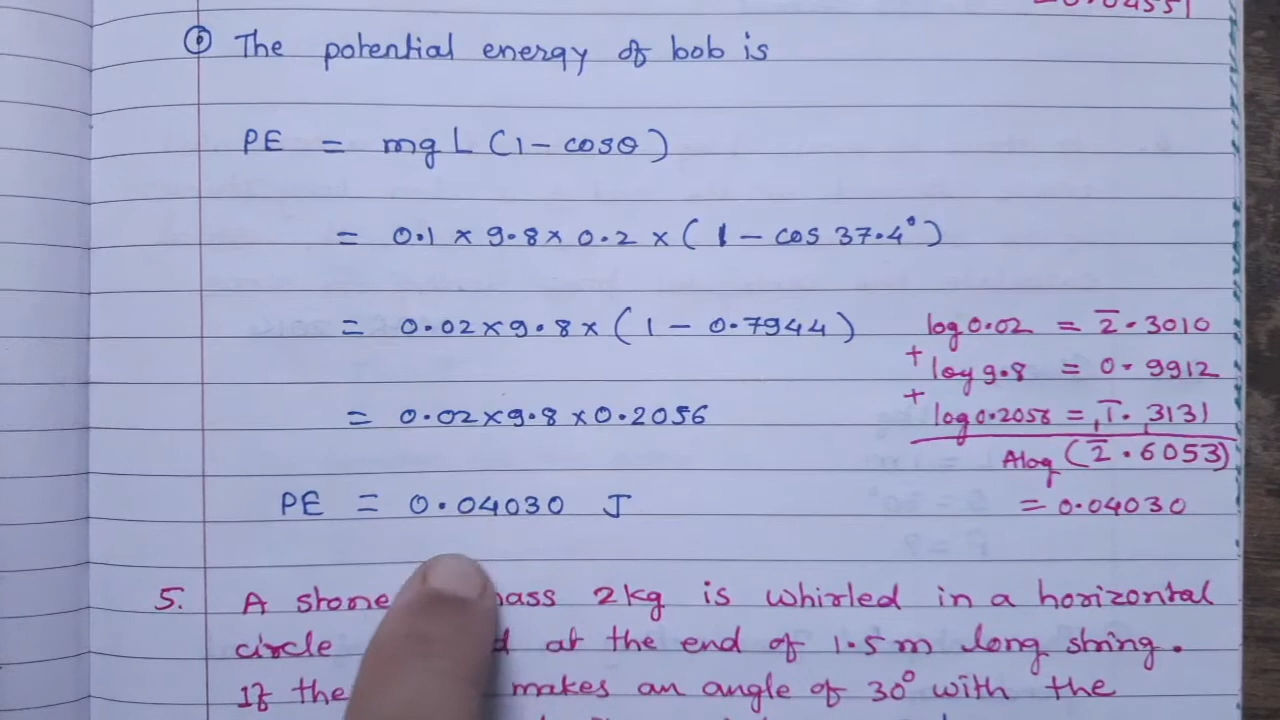 6 The potential energy of bob is
PE = mg L (1 - cosθ)
= 0.1 × 9.8 × 0.2 × (1 - cos 37.4°)
= 0.02 × 9.8 × (1 - 0.7944)
= 0.02 × 9.8 × 0.2056
PE = 0.04030 J
log 0.02 = 2̅.3010
+ log 9.8 = 0.9912
+ log 0.2056 = 1̅.3131
Alog (2̅.6053)
= 0.04030
5. A stone mass 2kg is whirled in a horizontal
circle at the end of 1.5m long string.
If the makes an angle of 30° with the